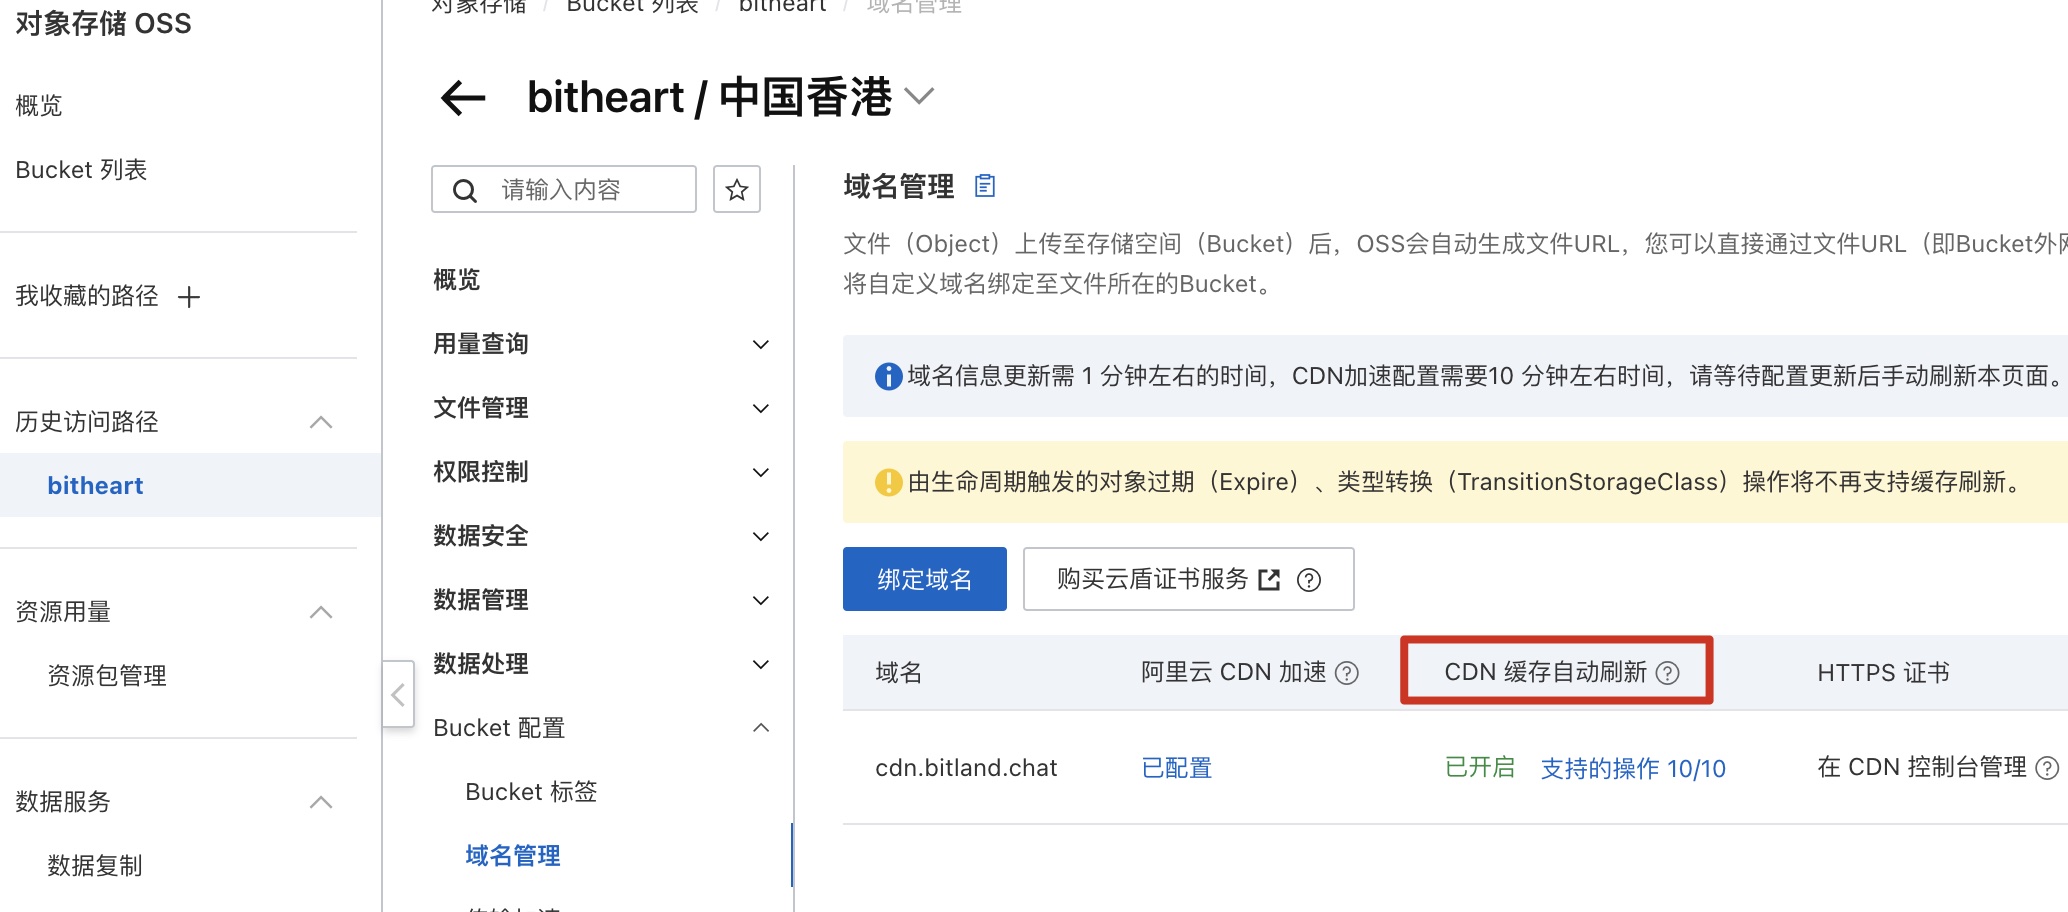 对象存储 OSS
概览
Bucket 列表
我收藏的路径
历史访问路径
bitheart
资源用量
资源包管理
数据服务
数据复制
对象存储 / Bucket 列表 / bitheart / 域名管理
bitheart / 中国香港
请输入内容
概览
用量查询
文件管理
权限控制
数据安全
数据管理
数据处理
Bucket 配置
Bucket 标签
域名管理
域名管理
文件（Object）上传至存储空间（Bucket）后，OSS会自动生成文件URL，您可以直接通过文件URL（即Bucket外
将自定义域名绑定至文件所在的Bucket。
域名信息更新需 1 分钟左右的时间，CDN加速配置需要10 分钟左右时间，请等待配置更新后手动刷新本页面。
由生命周期触发的对象过期（Expire）、类型转换（TransitionStorageClass）操作将不再支持缓存刷新。
绑定域名 购买云盾证书服务
域名 阿里云 CDN 加速 CDN 缓存自动刷新 HTTPS 证书
cdn.bitland.chat 已配置 已开启 支持的操作 10/10 在 CDN 控制台管理